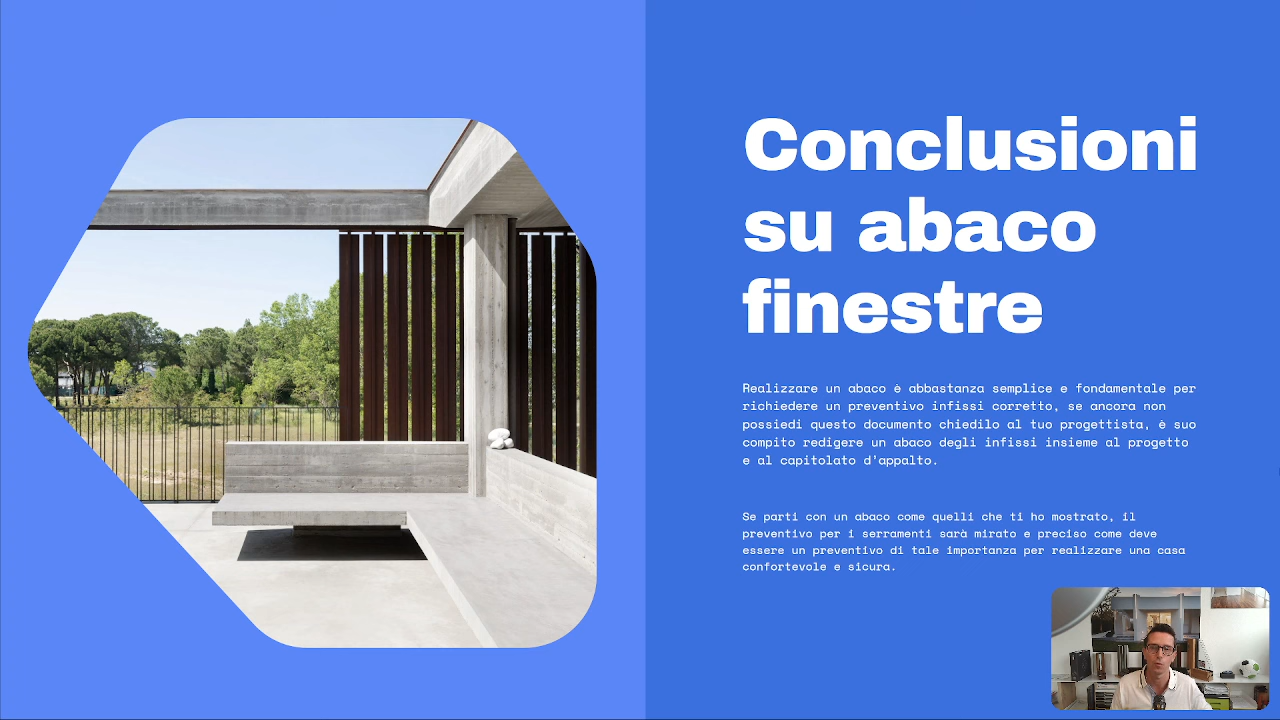 Conclusioni
su abaco
finestre
Realizzare un abaco è abbastanza semplice e fondamentale per
richiedere un preventivo infissi corretto, se ancora non
possiedi questo documento chiedilo al tuo progettista, è suo
compito redigere un abaco degli infissi insieme al progetto
e al capitolato d'appalto.
Se parti con un abaco come quelli che ti ho mostrato, il
preventivo per i serramenti sarà mirato e preciso come deve
essere un preventivo di tale importanza per realizzare una casa
confortevole e sicura.